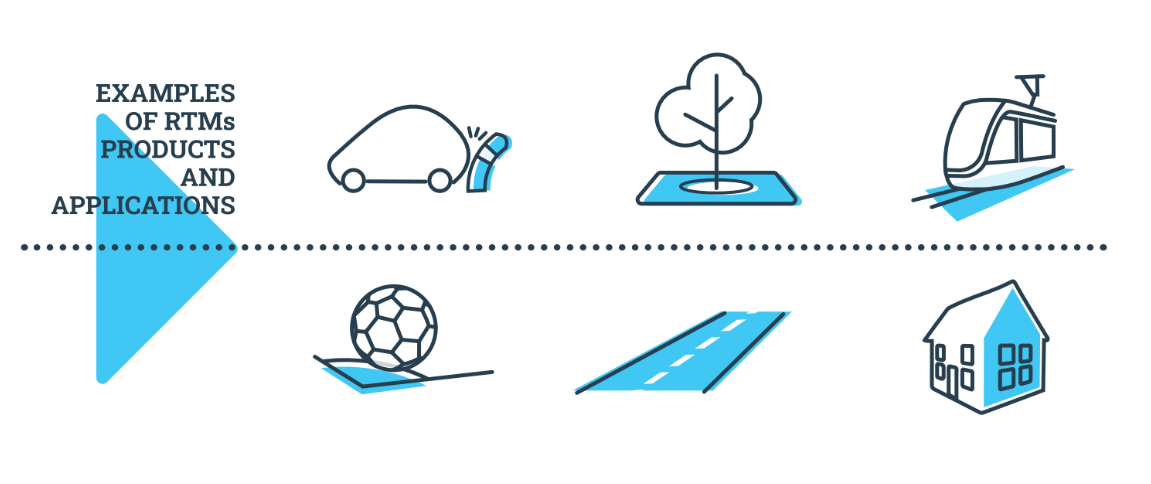 EXAMPLES
OF RTMs
PRODUCTS
AND
APPLICATIONS